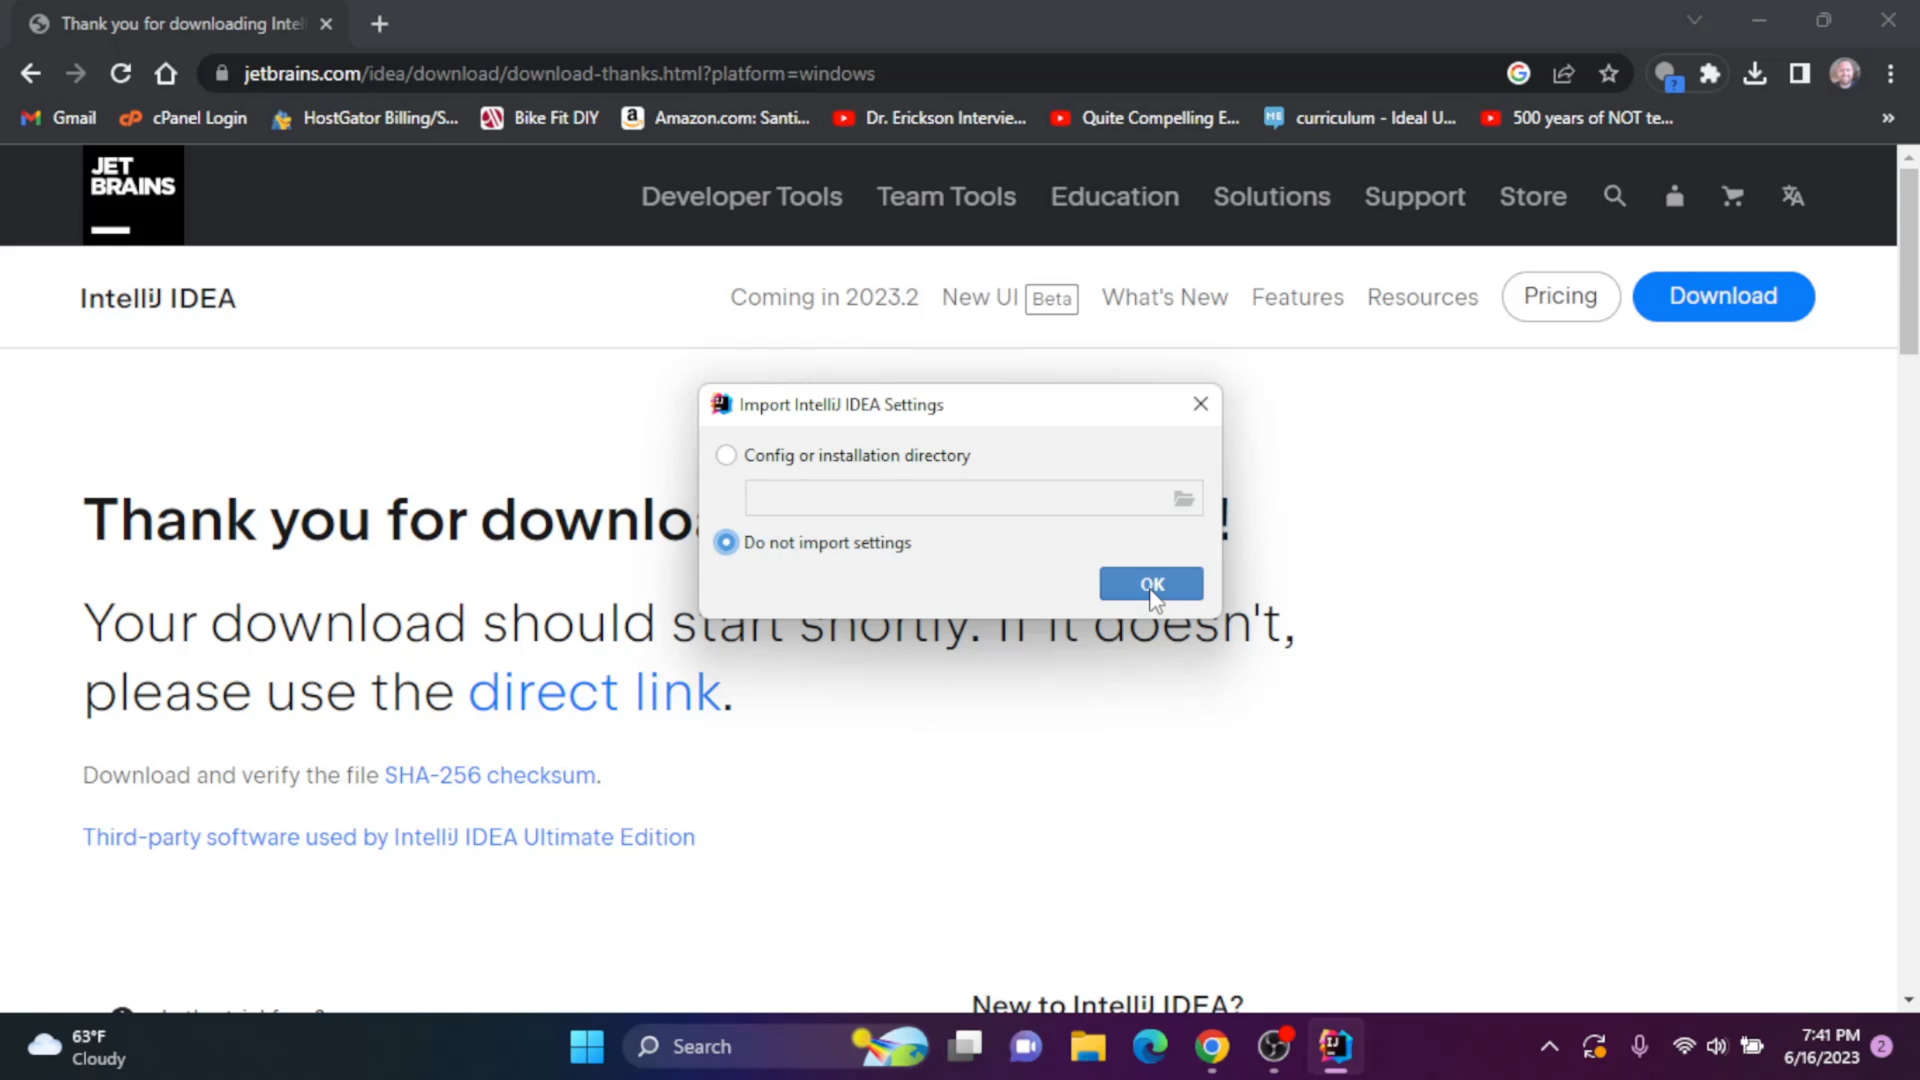 Thank you for downloading Intel
jetbrains.com/idea/download/download-thanks.html?platform=windows
Gmail
cPanel Login
HostGator Billing/S...
Bike Fit DIY
Amazon.com: Santi...
Dr. Erickson Intervie...
Quite Compelling E...
curriculum - Ideal U...
500 years of NOT te...
»
JET
BRAINS
Developer Tools
Team Tools
Education
Solutions
Support
Store
IntelliJ IDEA
Coming in 2023.2
New UI Beta
What's New
Features
Resources
Pricing
Download
Import IntelliJ IDEA Settings
Config or installation directory
Do not import settings
OK
Thank you for downlo !
Your download should start shortly. If it doesn't,
please use the direct link.
Download and verify the file SHA-256 checksum.
Third-party software used by IntelliJ IDEA Ultimate Edition
New to IntelliJ IDEA?
63°F
Cloudy
Search
7:41 PM
6/16/2023
2